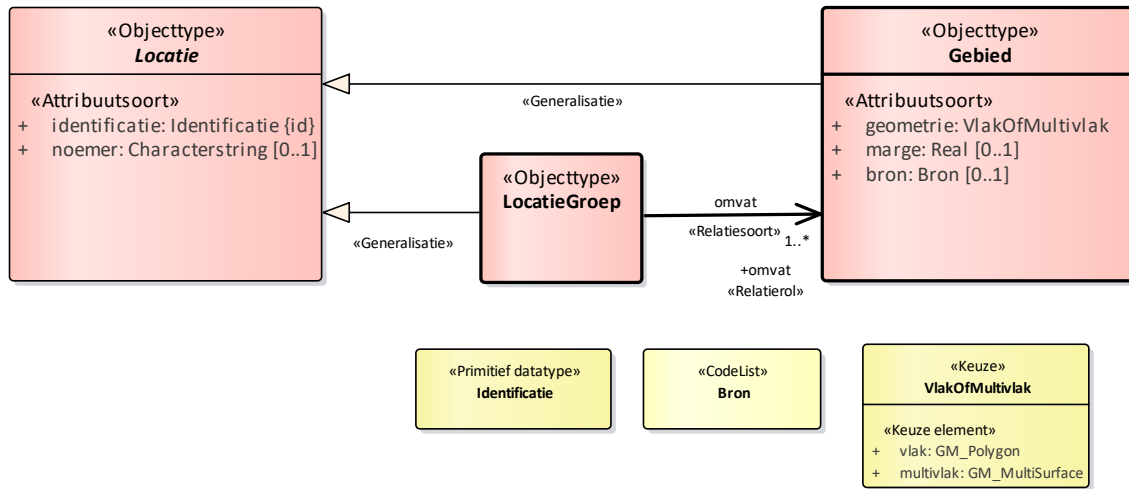 «Objecttype»
Locatie
«Attribuutsoort»
+ identificatie: Identificatie {id}
+ noemer: Characterstring [0..1]
«Generalisatie»
«Objecttype»
Gebied
«Attribuutsoort»
+ geometrie: VlakOfMultivlak
+ marge: Real [0..1]
+ bron: Bron [0..1]
«Objecttype»
LocatieGroep
«Generalisatie»
omvat
«Relatiesoort»
1..*
+omvat
«Relatierol»
«Primitief datatype»
Identificatie
«CodeList»
Bron
«Keuze»
VlakOfMultivlak
«Keuze element»
+ vlak: GM_Polygon
+ multivlak: GM_MultiSurface